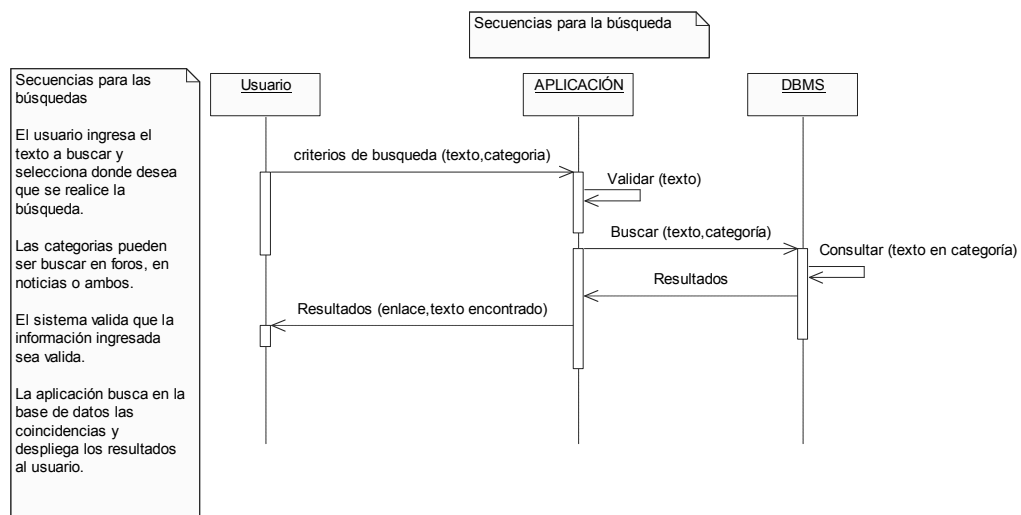 Secuencias para la búsqueda
Secuencias para las
búsquedas
El usuario ingresa el
texto a buscar y
selecciona donde desea
que se realice la
búsqueda.
Las categorias pueden
ser buscar en foros, en
noticias o ambos.
El sistema valida que la
información ingresada
sea valida.
La aplicación busca en la
base de datos las
coincidencias y
despliega los resultados
al usuario.
Usuario
APLICACIÓN
DBMS
criterios de busqueda (texto,categoria)
Validar (texto)
Buscar (texto,categoría)
Consultar (texto en categoría)
Resultados
Resultados (enlace,texto encontrado)